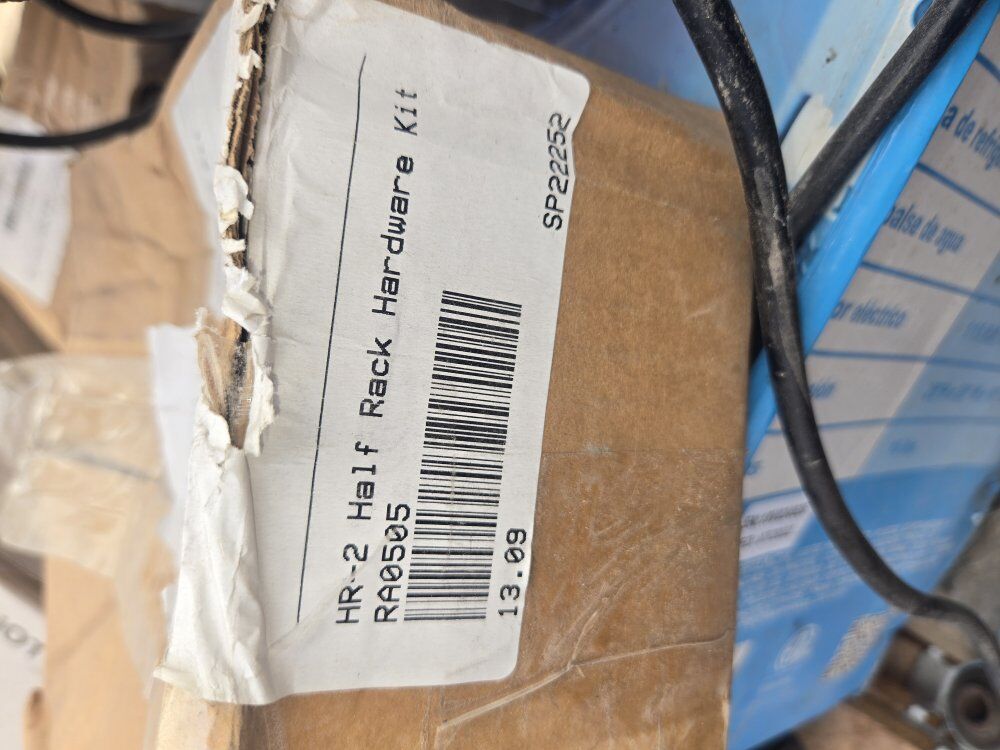 HR-2 Half Rack Hardware Kit
RA0505
13.09
SP22252
a de refrig
alse de agua
or eléctrico